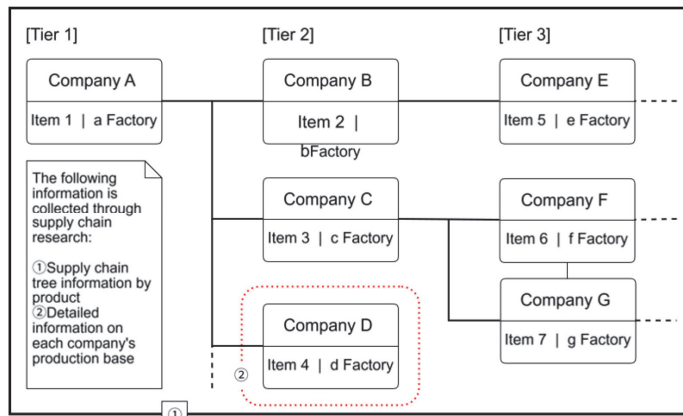 [Tier 1]
[Tier 2]
[Tier 3]
Company A
Item 1 | a Factory
Company B
Item 2 |
bFactory
Company E
Item 5 | e Factory
The following
information is
collected through
supply chain
research:
①Supply chain
tree information by
product
②Detailed
information on
each company's
production base
Company C
Item 3 | c Factory
Company F
Item 6 | f Factory
Company D
Item 4 | d Factory
②
Company G
Item 7 | g Factory
①